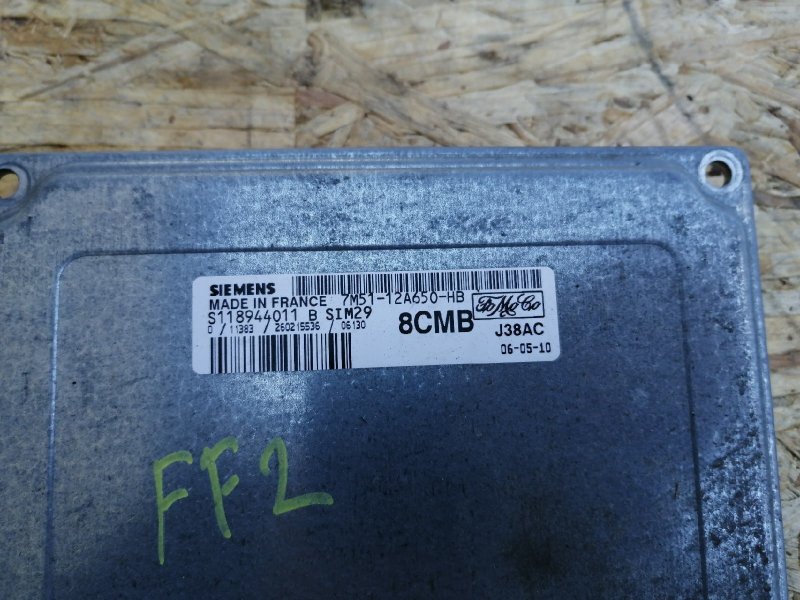 SIEMENS
MADE IN FRANCE 7M51-12A650-HB
S118944011 B SIM29 8CMB FoMoCo
0 / 11383 / 260215536 / 06130 J38AC
06-05-10
FF2